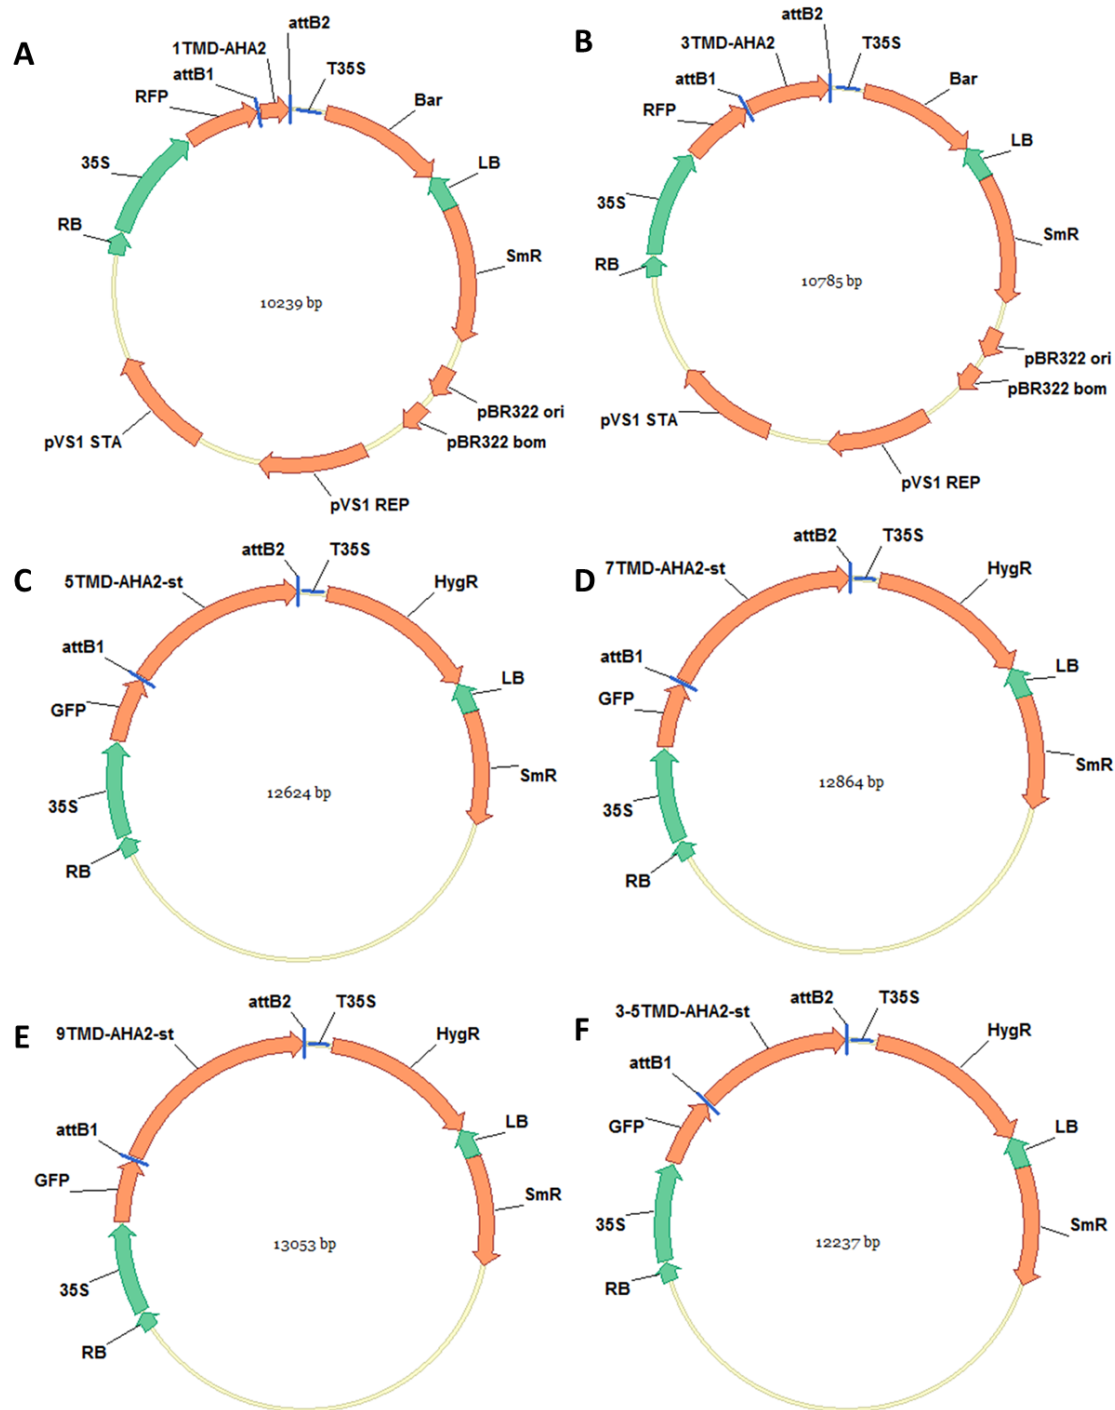 A
attB2
1TMD-AHA2
T35S
attB1
RFP
Bar
35S
LB
RB
SmR
10239 bp
pBR322 ori
pVS1 STA
pBR322 bom
pVS1 REP
B
attB2
3TMD-AHA2
T35S
attB1
Bar
RFP
LB
35S
SmR
RB
10785 bp
pBR322 ori
pBR322 bom
pVS1 STA
pVS1 REP
C
attB2
T35S
5TMD-AHA2-st
HygR
attB1
LB
GFP
SmR
12624 bp
35S
RB
D
attB2
T35S
7TMD-AHA2-st
HygR
attB1
LB
GFP
SmR
12864 bp
35S
RB
E
attB2
T35S
9TMD-AHA2-st
HygR
attB1
LB
GFP
SmR
13053 bp
35S
RB
F
attB2
T35S
3-5TMD-AHA2-st
HygR
attB1
GFP
LB
35S
SmR
12237 bp
RB